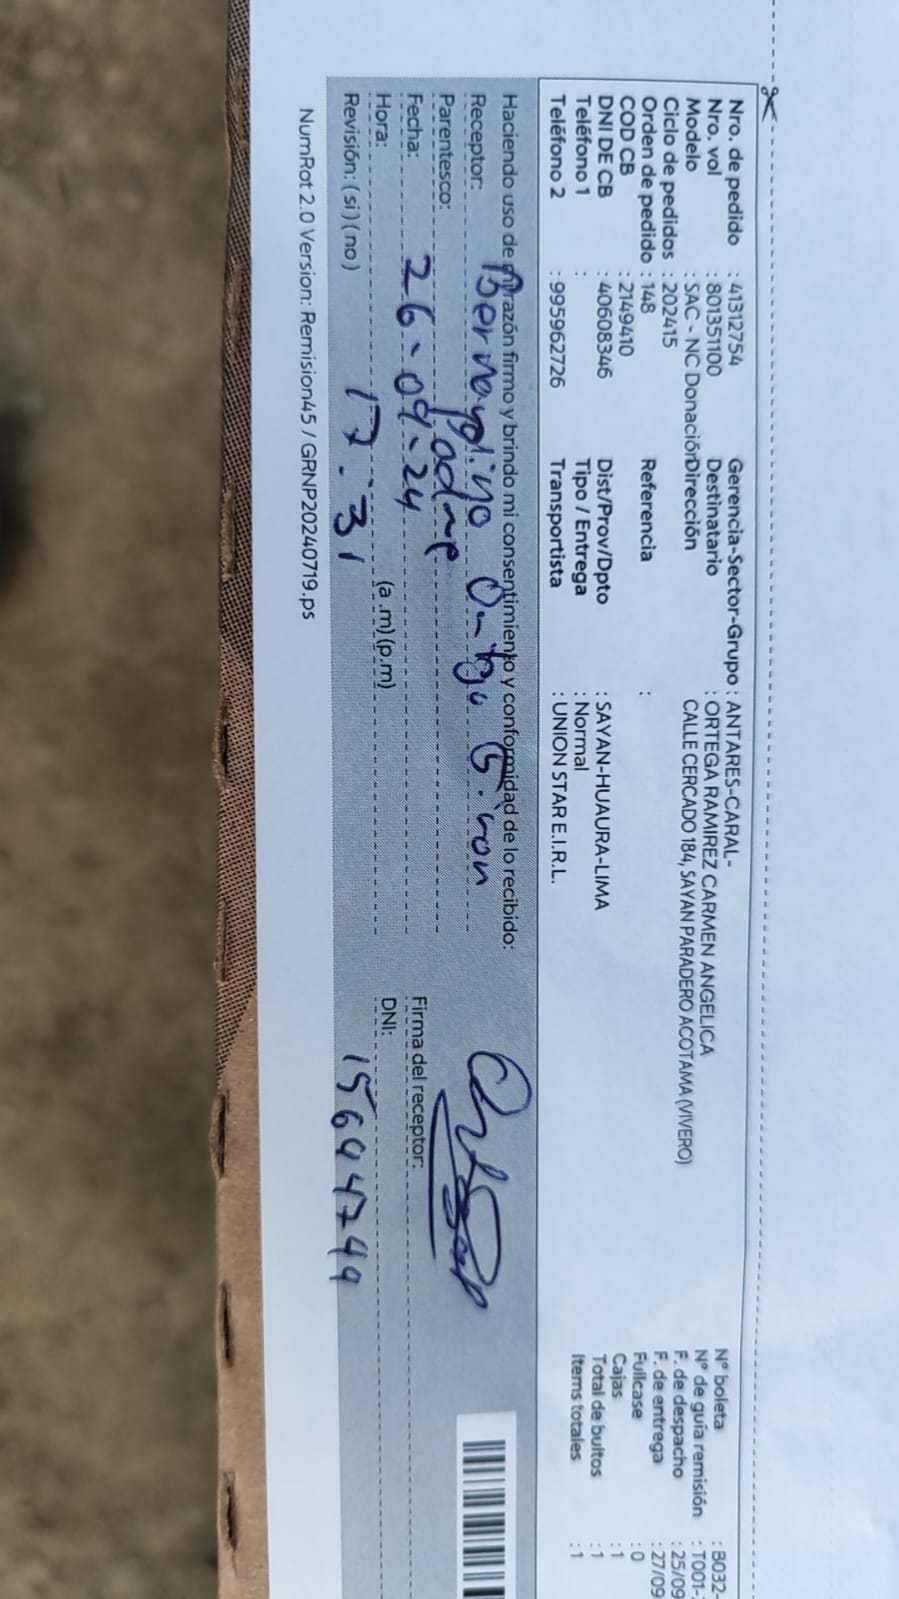 Nro. de pedido : 41312754
Nro. vol : 801351100
Modelo : SAC - NC Donación
Ciclo de pedidos : 202415
Orden de pedido : 148
COD CB : 2149410
DNI DE CB : 40608346
Teléfono 1 :
Teléfono 2 : 995962726
Gerencia-Sector-Grupo : ANTARES-CARAL-
Destinatario : ORTEGA RAMIREZ CARMEN ANGELICA
Dirección CALLE CERCADO 184, SAYAN PARADERO ACOTAMA (VIVERO)
Referencia :
Dist/Prov/Dpto : SAYAN-HUAURA-LIMA
Tipo / Entrega : Normal
Transportista : UNION STAR E.I.R.L.
N° boleta : B032-
N° de guía remisión : T001-
F. de despacho : 25/09
F. de entrega : 27/09
Fullcase : 0
Cajas : 1
Total de bultos : 1
Items totales : 1
Haciendo uso de mi razón firmo y brindo mi consentimiento y conformidad de lo recibido:
Receptor:
Parentesco: Padre
Fecha: 26-09-24
Hora: 17:31 (a.m) (p.m)
Revisión: ( si ) ( no )
Firma del receptor:
DNI:
NumRot 2.0 Version: Remision45 / GRNP20240719.ps